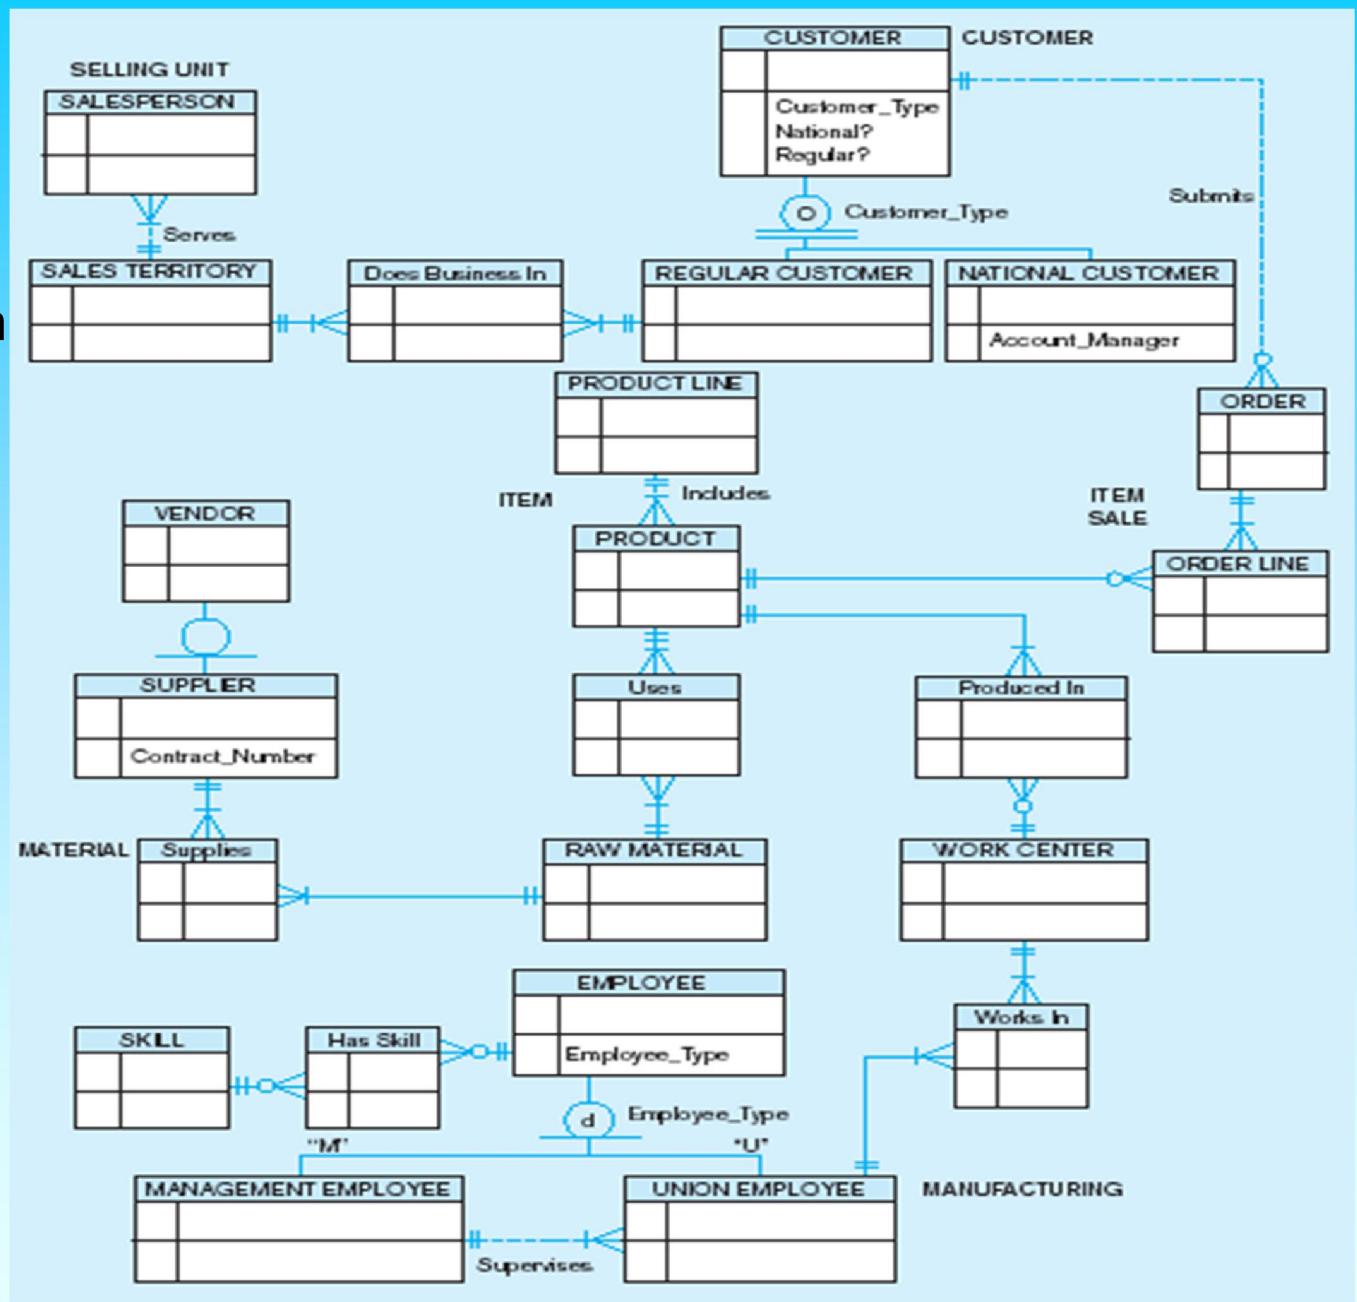 CUSTOMER
CUSTOMER
SELLING UNIT
SALESPERSON
Customer_Type
National?
Regular?
Submits
Customer_Type
Serves
SALES TERRITORY
Does Business In
REGULAR CUSTOMER
NATIONAL CUSTOMER
n
Account_Manager
PRODUCT LINE
ORDER
ITEM
Includes
ITEM
SALE
VENDOR
PRODUCT
ORDER LINE
SUPPLIER
Uses
Produced In
Contract_Number
MATERIAL
Supplies
RAW MATERIAL
WORK CENTER
EMPLOYEE
Works In
SKILL
Has Skill
Employee_Type
d
Employee_Type
"M"
"U"
MANAGEMENT EMPLOYEE
UNION EMPLOYEE
MANUFACTURING
Supervises
O